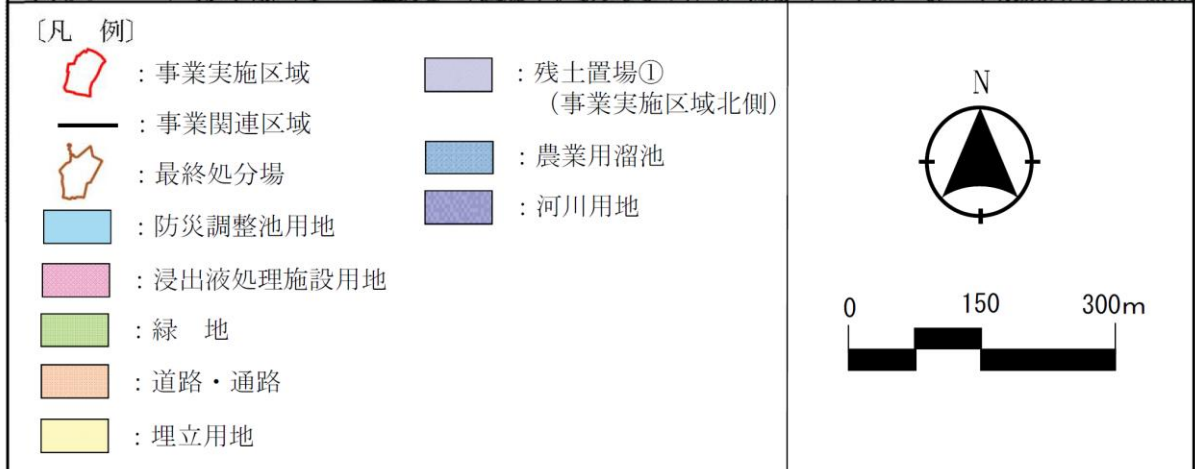 〔凡　例〕
：事業実施区域
：事業関連区域
：最終処分場
：防災調整池用地
：浸出液処理施設用地
：緑　地
：道路・通路
：埋立用地
：残土置場①
（事業実施区域北側）
：農業用溜池
：河川用地
N
0 150 300m